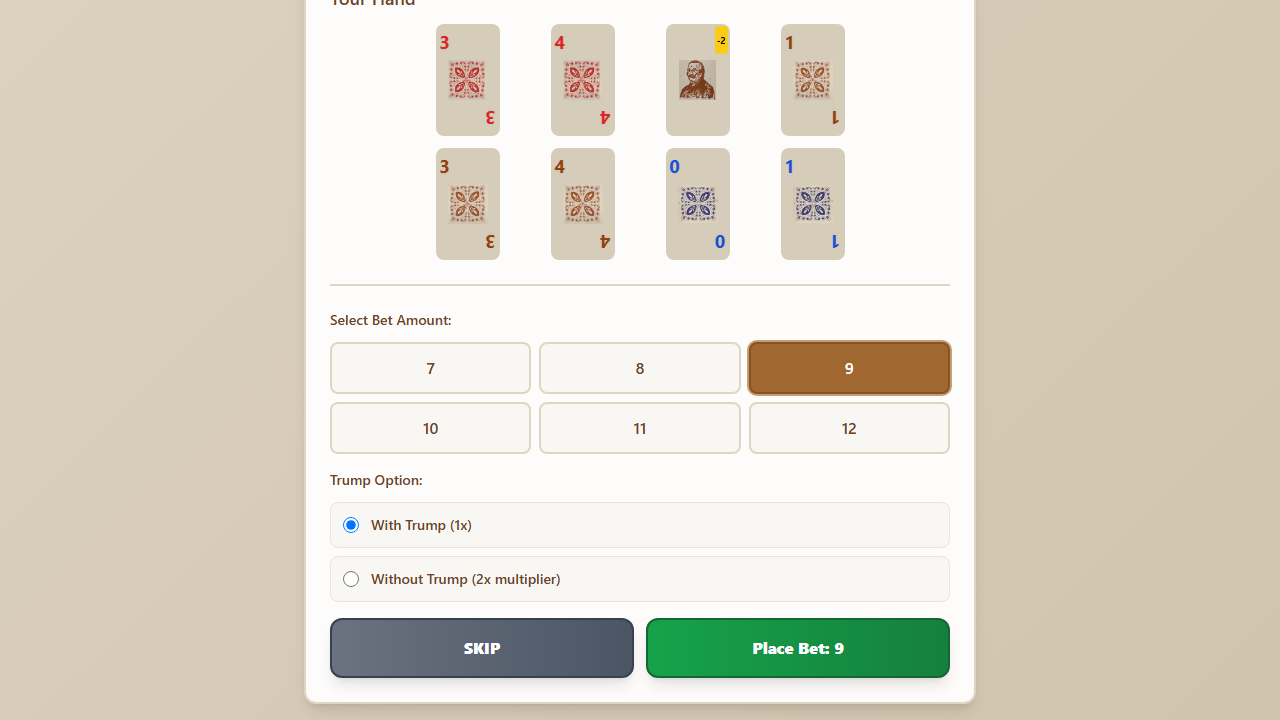 Your Hand
3 4 -2 1
3 4 1
3 4 0 1
3 4 0 1
Select Bet Amount:
7 8 9
10 11 12
Trump Option:
With Trump (1x)
Without Trump (2x multiplier)
SKIP Place Bet: 9